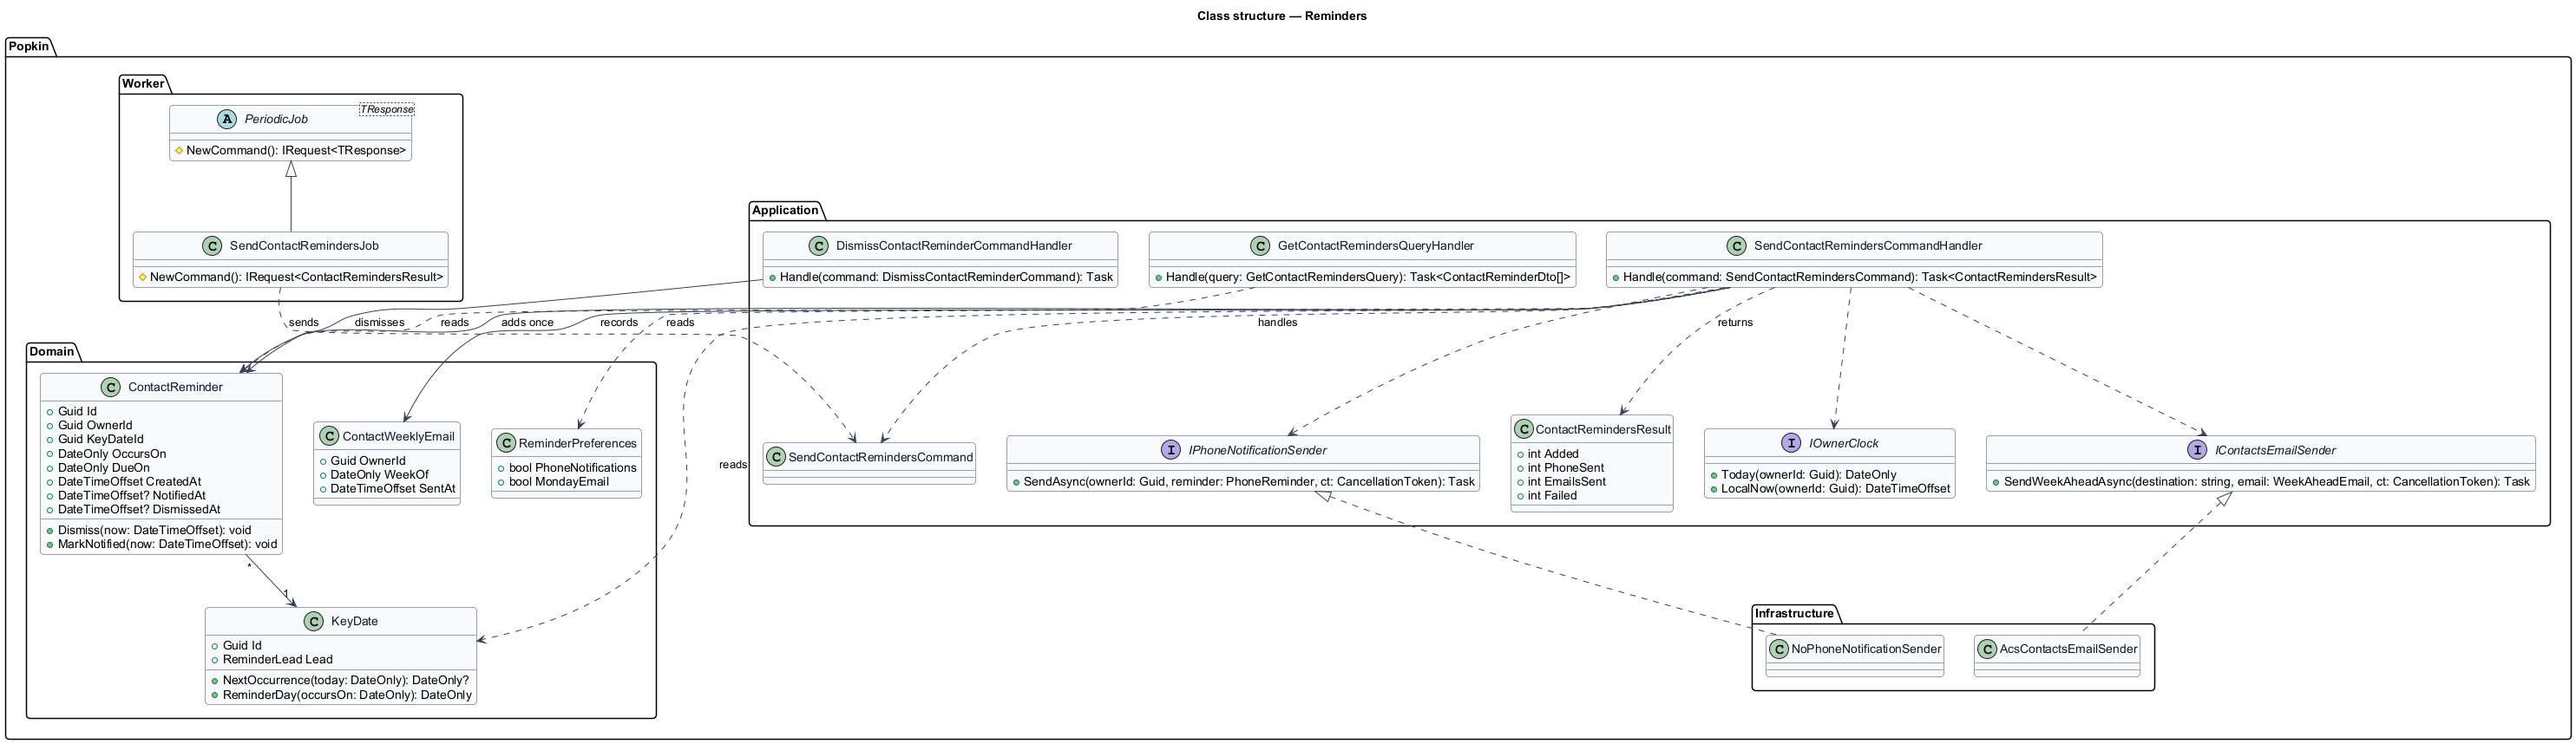 Class structure — Reminders
Popkin
Worker
TResponse
A PeriodicJob
NewCommand(): IRequest<TResponse>
C SendContactRemindersJob
NewCommand(): IRequest<ContactRemindersResult>
Application
C DismissContactReminderCommandHandler
Handle(command: DismissContactReminderCommand): Task
C GetContactRemindersQueryHandler
Handle(query: GetContactRemindersQuery): Task<ContactReminderDto[]>
C SendContactRemindersCommandHandler
Handle(command: SendContactRemindersCommand): Task<ContactRemindersResult>
sends
dismisses
reads
adds once
records
reads
handles
returns
Domain
C ContactReminder
Guid Id
Guid OwnerId
Guid KeyDateId
DateOnly OccursOn
DateOnly DueOn
DateTimeOffset CreatedAt
DateTimeOffset? NotifiedAt
DateTimeOffset? DismissedAt
Dismiss(now: DateTimeOffset): void
MarkNotified(now: DateTimeOffset): void
C ContactWeeklyEmail
Guid OwnerId
DateOnly WeekOf
DateTimeOffset SentAt
C ReminderPreferences
bool PhoneNotifications
bool MondayEmail
reads
C SendContactRemindersCommand
I IPhoneNotificationSender
SendAsync(ownerId: Guid, reminder: PhoneReminder, ct: CancellationToken): Task
C ContactRemindersResult
int Added
int PhoneSent
int EmailsSent
int Failed
I IOwnerClock
Today(ownerId: Guid): DateOnly
LocalNow(ownerId: Guid): DateTimeOffset
I IContactsEmailSender
SendWeekAheadAsync(destination: string, email: WeekAheadEmail, ct: CancellationToken): Task
*
1
C KeyDate
Guid Id
ReminderLead Lead
NextOccurrence(today: DateOnly): DateOnly?
ReminderDay(occursOn: DateOnly): DateOnly
Infrastructure
C NoPhoneNotificationSender
C AcsContactsEmailSender